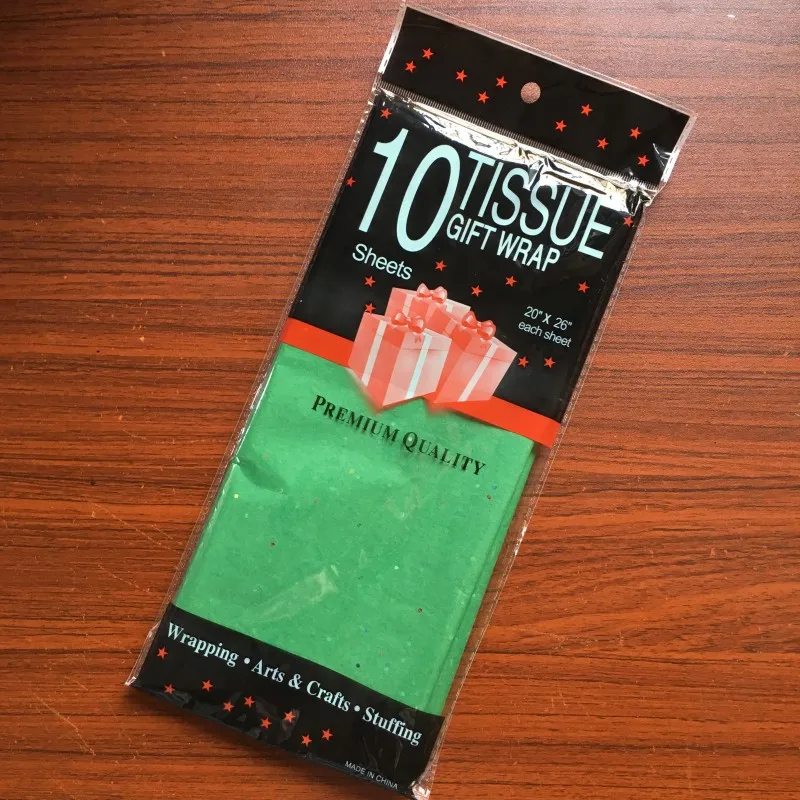 10 TISSUE
GIFT WRAP
Sheets
20" X 26"
each sheet
PREMIUM QUALITY
Wrapping • Arts & Crafts • Stuffing
MADE IN CHINA